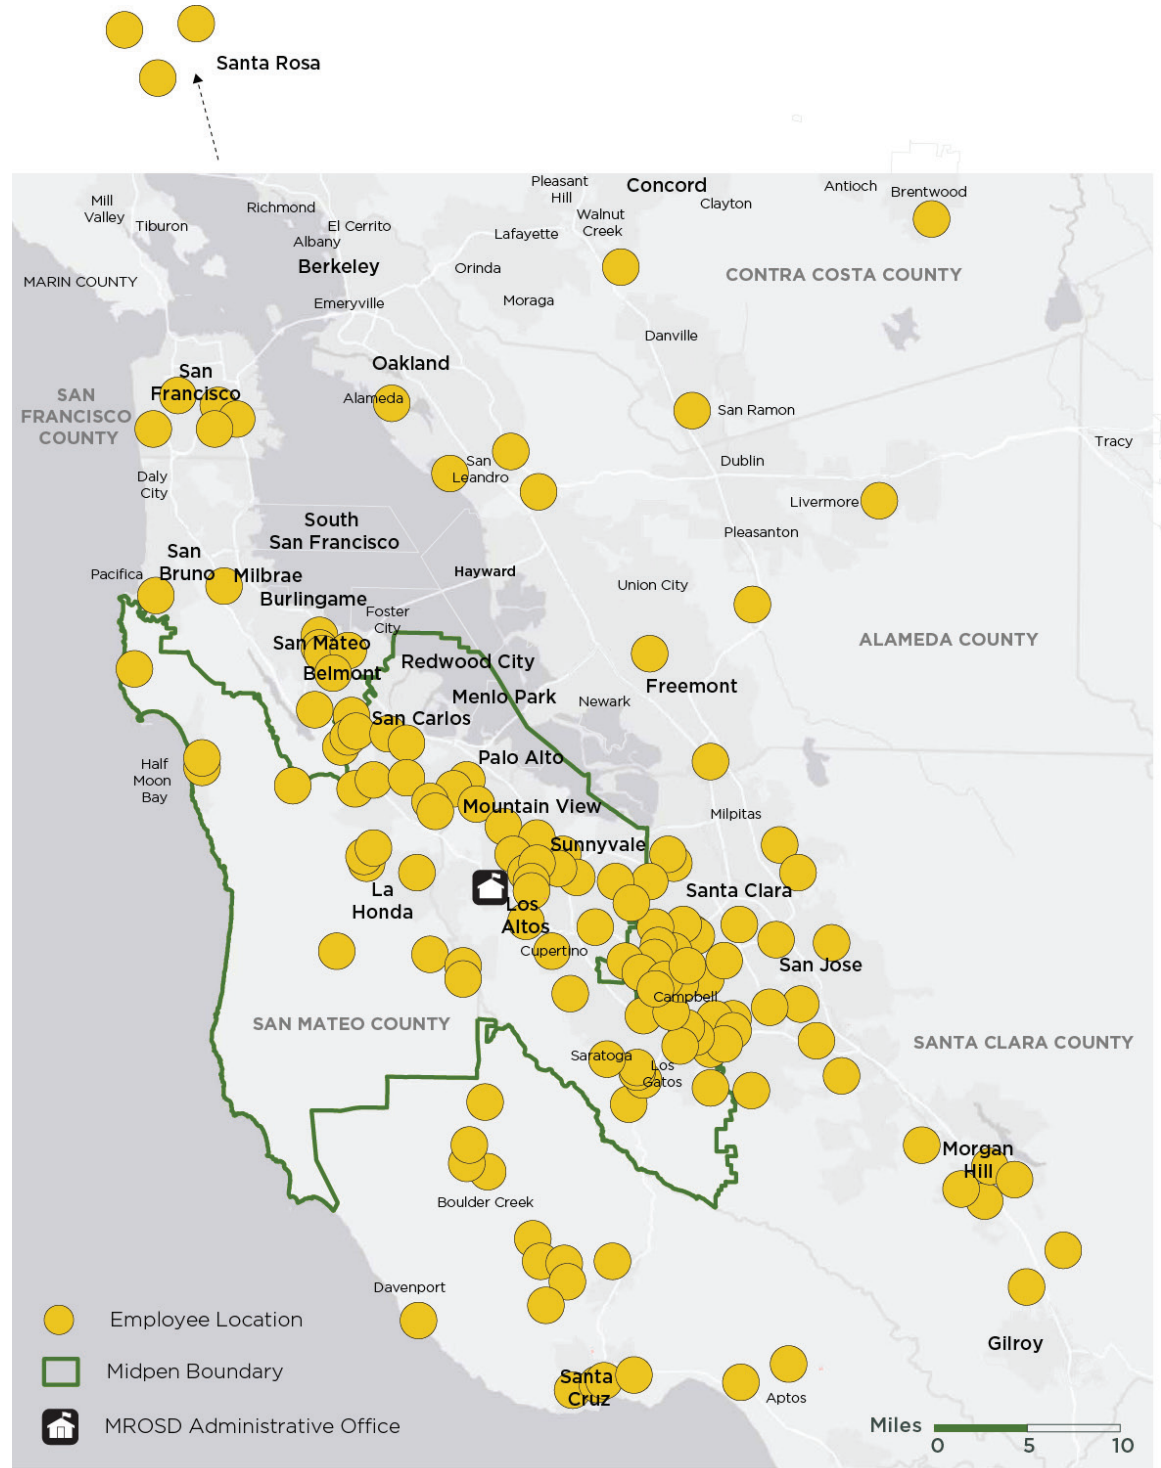 Santa Rosa
Pleasant
Hill
Concord
Clayton
Antioch
Brentwood
Mill
Valley
Tiburon
Richmond
El Cerrito
Albany
Walnut
Creek
Lafayette
Berkeley
Orinda
MARIN COUNTY
CONTRA COSTA COUNTY
Emeryville
Moraga
Danville
Oakland
San
Francisco
Alameda
SAN
FRANCISCO
COUNTY
San Ramon
Tracy
San
Leandro
Dublin
Daly
City
Livermore
South
San Francisco
Pleasanton
San
Bruno
Pacifica
Milbrae
Burlingame
Hayward
Union City
Foster
City
San Mateo
ALAMEDA COUNTY
Belmont
Redwood City
Freemont
Menlo Park
Newark
San Carlos
Half
Moon
Bay
Palo Alto
Mountain View
Milpitas
Sunnyvale
La
Honda
Santa Clara
Los
Altos
Cupertino
San Jose
Campbell
SAN MATEO COUNTY
SANTA CLARA COUNTY
Saratoga
Los
Gatos
Morgan
Hill
Boulder Creek
Davenport
Gilroy
Santa
Cruz
Aptos
Employee Location
Midpen Boundary
MROSD Administrative Office
Miles
0 5 10